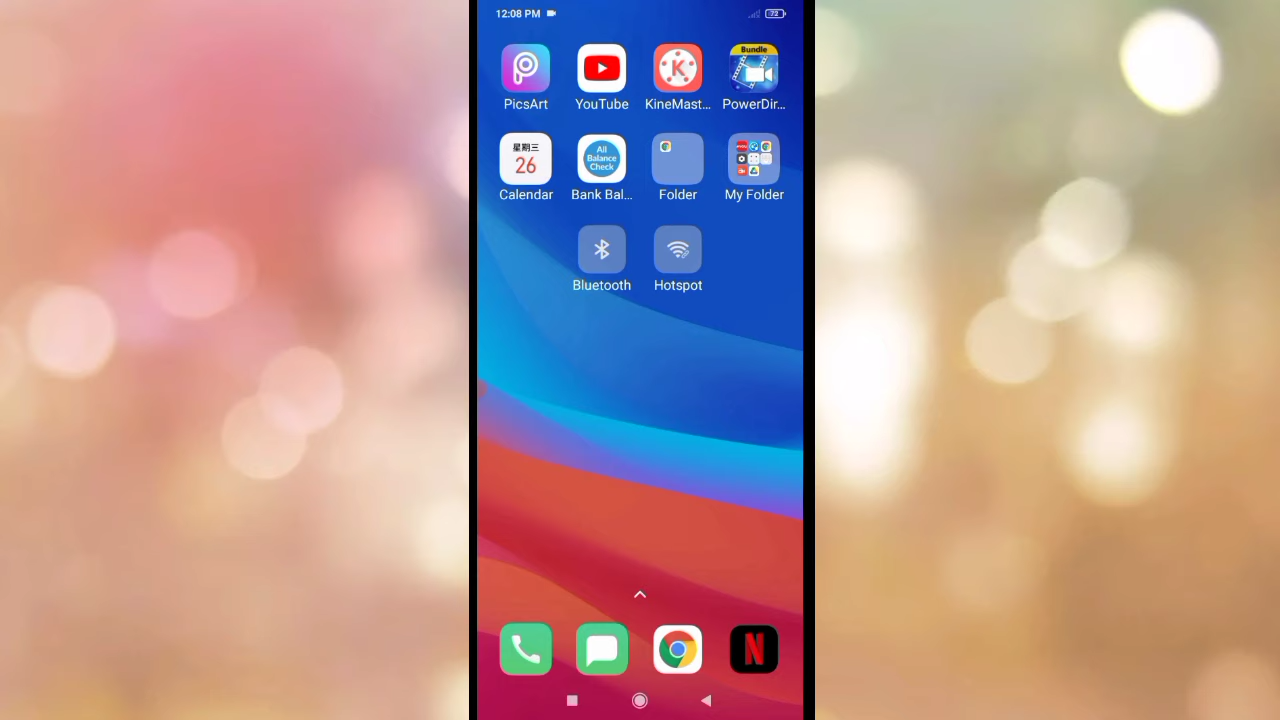 12:08 PM
72
Bundle
PicsArt
YouTube
KineMast...
PowerDir...
星期三
26
All
Balance
Check
Calendar
Bank Bal...
Folder
My Folder
Bluetooth
Hotspot